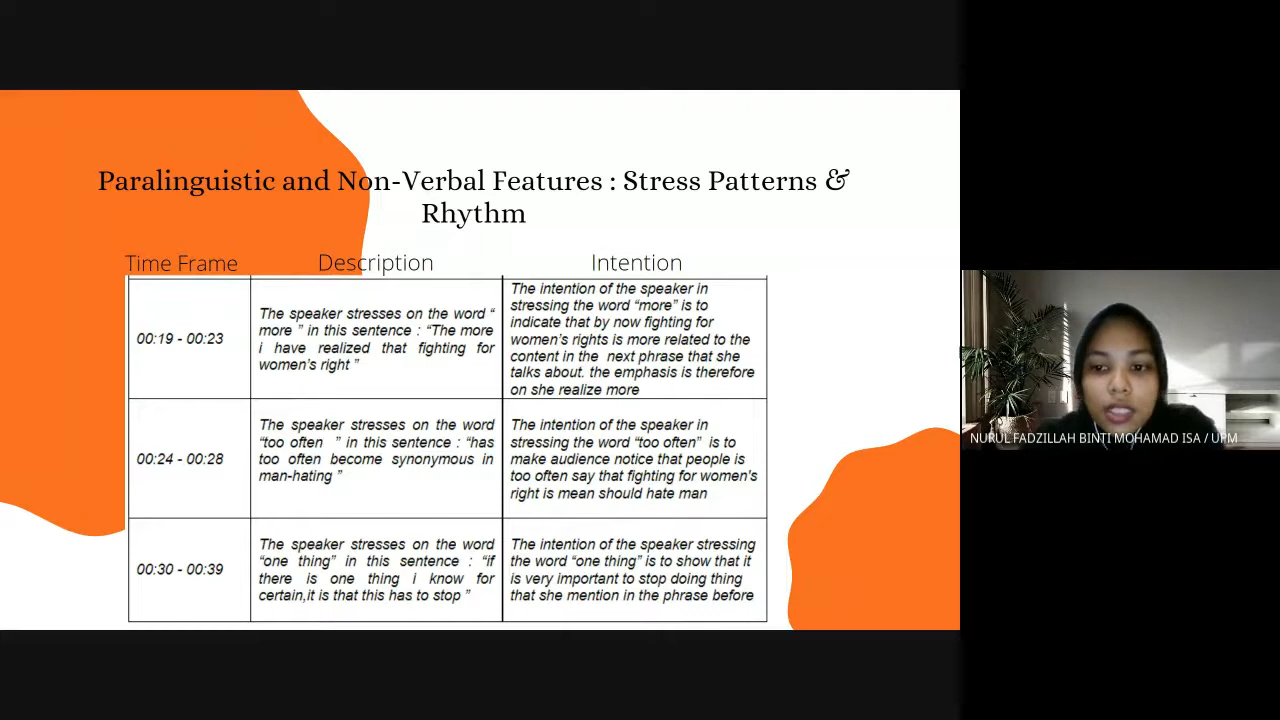 Paralinguistic and Non-Verbal Features : Stress Patterns &
Rhythm
Time Frame
Description
Intention
00:19 - 00:23
The speaker stresses on the word “
more ” in this sentence : “The more
i have realized that fighting for
women’s right ”
The intention of the speaker in
stressing the word “more” is to
indicate that by now fighting for
women’s rights is more related to the
content in the next phrase that she
talks about. the emphasis is therefore
on she realize more
00:24 - 00:28
The speaker stresses on the word
“too often ” in this sentence : “has
too often become synonymous in
man-hating ”
The intention of the speaker in
stressing the word “too often” is to
make audience notice that people is
too often say that fighting for women's
right is mean should hate man
00:30 - 00:39
The speaker stresses on the word
“one thing” in this sentence : “if
there is one thing i know for
certain,it is that this has to stop ”
The intention of the speaker stressing
the word “one thing” is to show that it
is very important to stop doing thing
that she mention in the phrase before
NURUL FADZILLAH BINTI MOHAMAD ISA / UPM